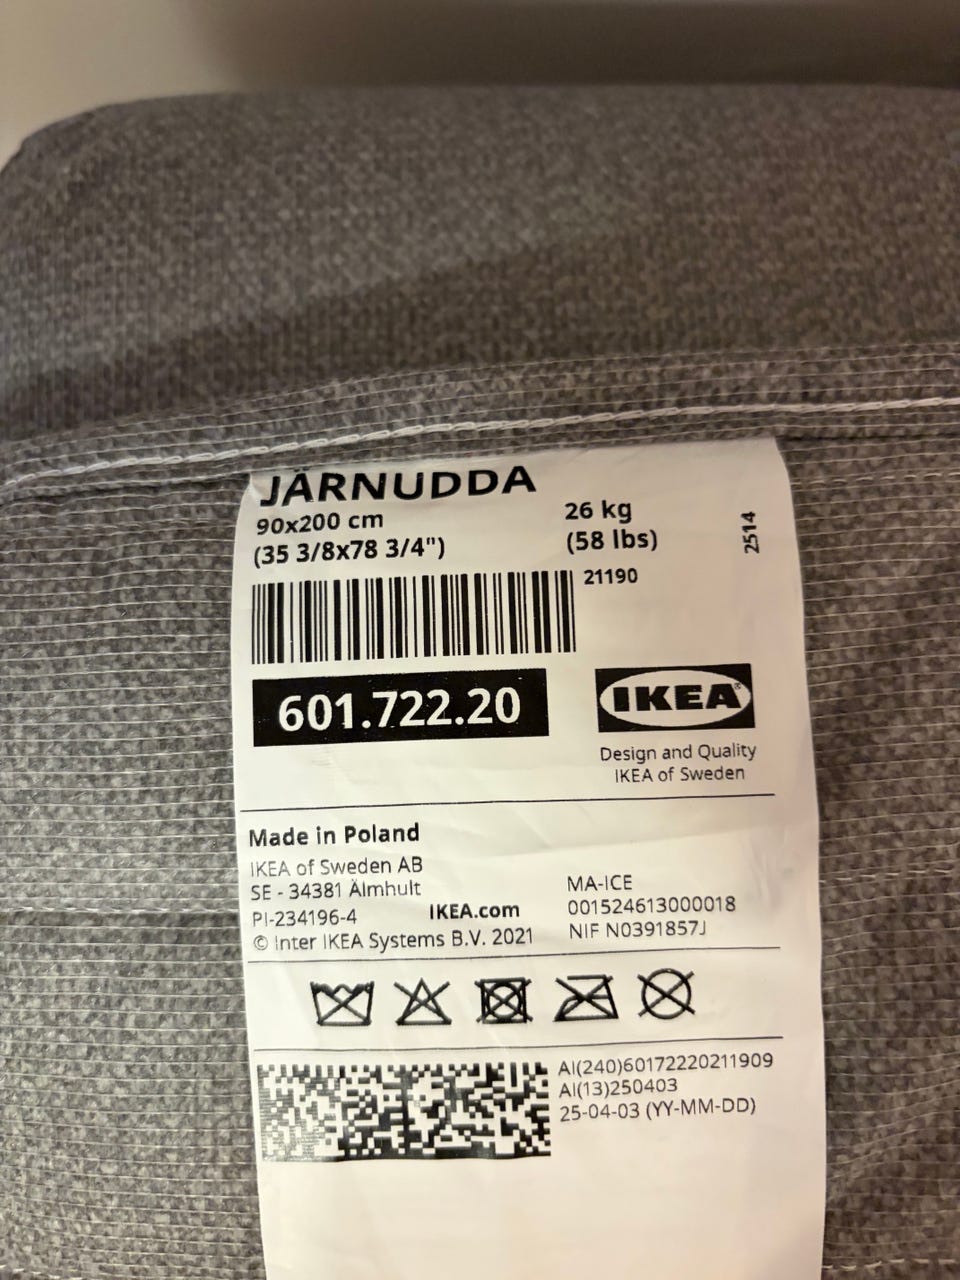 JÄRNUDDA
90x200 cm
(35 3/8x78 3/4")
26 kg
(58 lbs)
2514
21190
601.722.20
IKEA®
Design and Quality
IKEA of Sweden
Made in Poland
IKEA of Sweden AB
SE - 34381 Älmhult
PI-234196-4
IKEA.com
© Inter IKEA Systems B.V. 2021
MA-ICE
001524613000018
NIF N0391857J
AI(240)60172220211909
AI(13)250403
25-04-03 (YY-MM-DD)